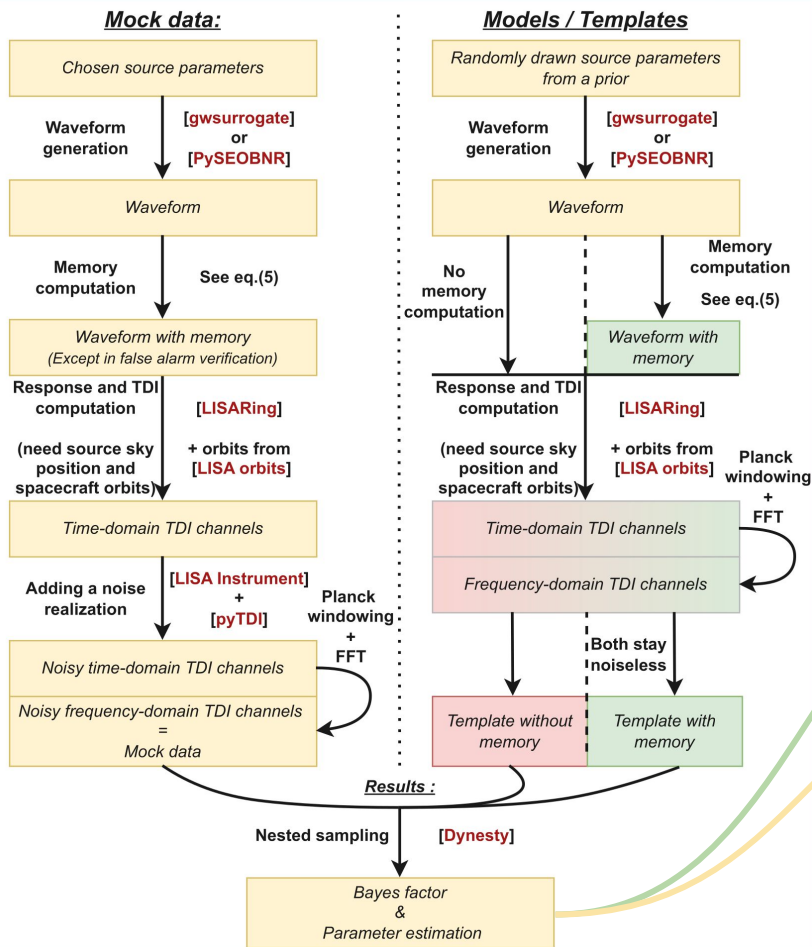 Mock data:
Chosen source parameters
Waveform
generation
[gwsurrogate]
or
[PySEOBNR]
Waveform
Memory
computation
See eq.(5)
Waveform with memory
(Except in false alarm verification)
Response and TDI
computation
(need source sky
position and
spacecraft orbits)
[LISARing]
+ orbits from
[LISA orbits]
Time-domain TDI channels
Adding a noise
realization
[LISA Instrument]
+
[pyTDI]
Planck
windowing
+
FFT
Noisy time-domain TDI channels
Noisy frequency-domain TDI channels
=
Mock data
Models / Templates
Randomly drawn source parameters
from a prior
Waveform
generation
[gwsurrogate]
or
[PySEOBNR]
Waveform
No
memory
computation
Memory
computation
See eq.(5)
Waveform with
memory
Response and TDI
computation
(need source sky
position and
spacecraft orbits)
[LISARing]
+ orbits from
[LISA orbits]
Planck
windowing
+
FFT
Time-domain TDI channels
Frequency-domain TDI channels
Both stay
noiseless
Template without
memory
Template with
memory
Results :
Nested sampling
[Dynesty]
Bayes factor
&
Parameter estimation